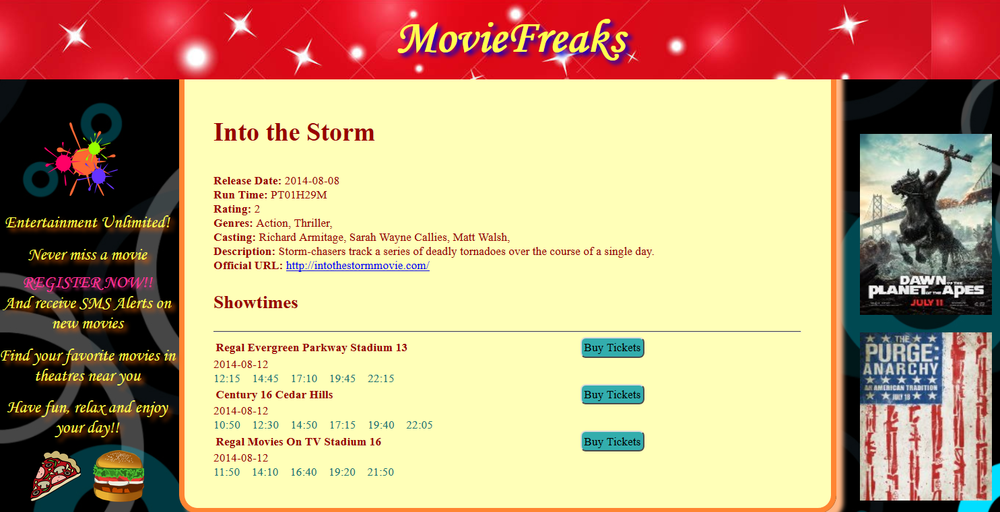 MovieFreaks
Entertainment Unlimited!
Never miss a movie
REGISTER NOW!!
And receive SMS Alerts on
new movies
Find your favorite movies in
theatres near you
Have fun, relax and enjoy
your day!!
Into the Storm
Release Date: 2014-08-08
Run Time: PT01H29M
Rating: 2
Genres: Action, Thriller,
Casting: Richard Armitage, Sarah Wayne Callies, Matt Walsh,
Description: Storm-chasers track a series of deadly tornadoes over the course of a single day.
Official URL: http://intothestormmovie.com/
Showtimes
Regal Evergreen Parkway Stadium 13 Buy Tickets
2014-08-12
12:15 14:45 17:10 19:45 22:15
Century 16 Cedar Hills Buy Tickets
2014-08-12
10:50 12:30 14:50 17:15 19:40 22:05
Regal Movies On TV Stadium 16 Buy Tickets
2014-08-12
11:50 14:10 16:40 19:20 21:50
DAWN OF THE
PLANET OF THE APES
JULY 11
THE
PURGE:
ANARCHY
AN AMERICAN TRADITION
JULY 18